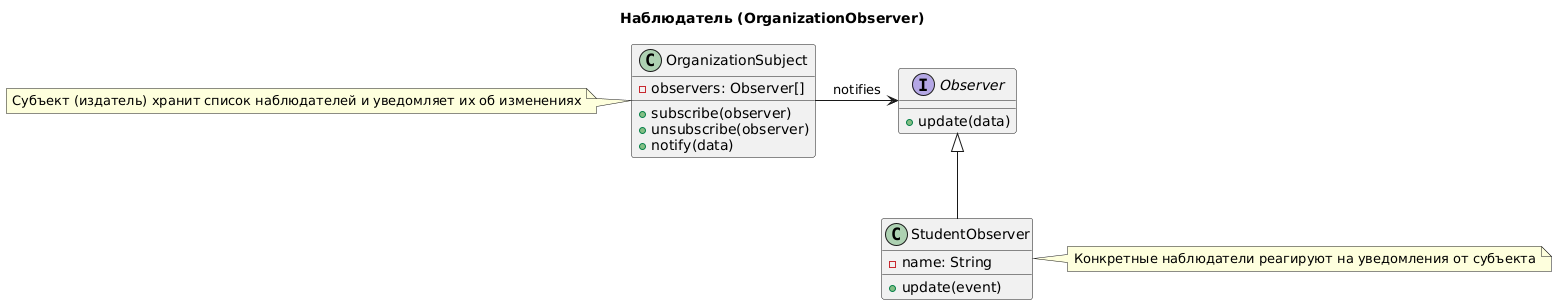 Наблюдатель (OrganizationObserver)
Субъект (издатель) хранит список наблюдателей и уведомляет их об изменениях
C OrganizationSubject
observers: Observer[]
subscribe(observer)
unsubscribe(observer)
notify(data)
notifies
I Observer
update(data)
C StudentObserver
name: String
update(event)
Конкретные наблюдатели реагируют на уведомления от субъекта